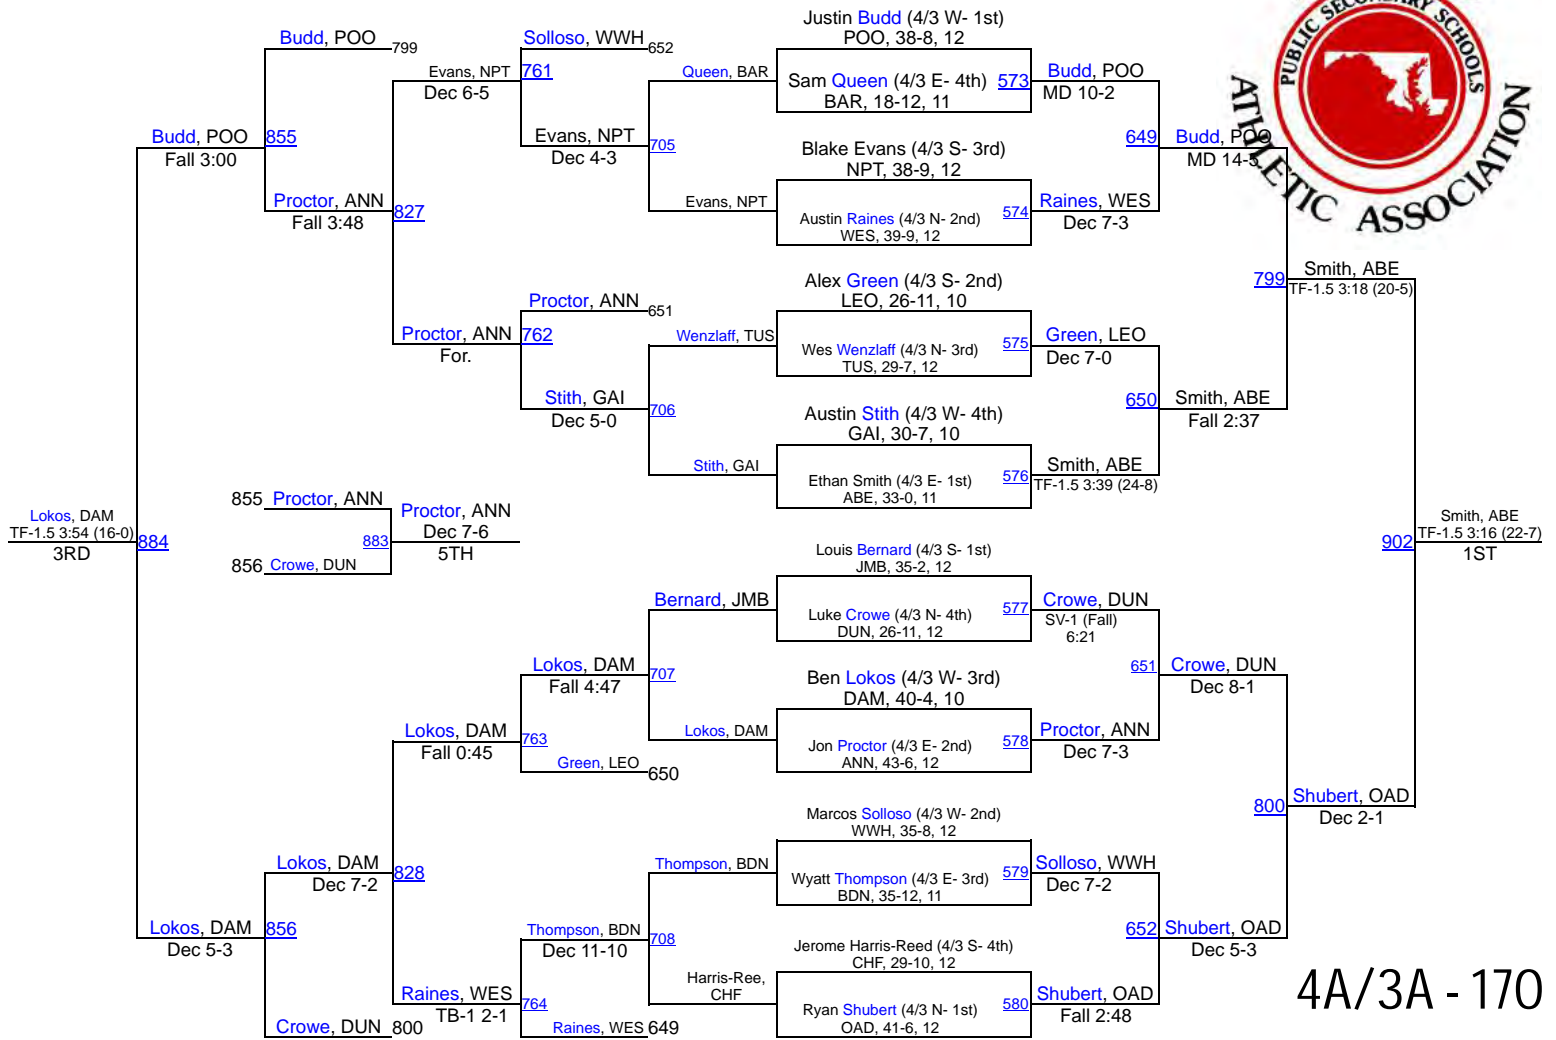 PUBLIC SECONDARY SCHOOLS
ATHLETIC ASSOCIATION
Budd, POO
799
Budd, POO
855
Fall 3:00
Proctor, ANN
Fall 3:48
827
Evans, NPT
Dec 6-5
761
Solloso, WWH
652
Evans, NPT
Dec 4-3
705
Queen, BAR
Evans, NPT
Proctor, ANN
For.
762
Proctor, ANN
651
Stith, GAI
Dec 5-0
706
Wenzlaff, TUS
Stith, GAI
Justin Budd (4/3 W- 1st)
POO, 38-8, 12
Sam Queen (4/3 E- 4th)
BAR, 18-12, 11
573
Budd, POO
MD 10-2
Blake Evans (4/3 S- 3rd)
NPT, 38-9, 12
Austin Raines (4/3 N- 2nd)
WES, 39-9, 12
574
Raines, WES
Dec 7-3
649
Budd, POO
MD 14-5
Alex Green (4/3 S- 2nd)
LEO, 26-11, 10
Wes Wenzlaff (4/3 N- 3rd)
TUS, 29-7, 12
575
Green, LEO
Dec 7-0
Austin Stith (4/3 W- 4th)
GAI, 30-7, 10
Ethan Smith (4/3 E- 1st)
ABE, 33-0, 11
576
Smith, ABE
TF-1.5 3:39 (24-8)
650
Smith, ABE
Fall 2:37
799
Smith, ABE
TF-1.5 3:18 (20-5)
855
Proctor, ANN
856
Crowe, DUN
883
Proctor, ANN
Dec 7-6
5TH
Lokos, DAM
TF-1.5 3:54 (16-0)
3RD
884
902
Smith, ABE
TF-1.5 3:16 (22-7)
1ST
Louis Bernard (4/3 S- 1st)
JMB, 35-2, 12
Luke Crowe (4/3 N- 4th)
DUN, 26-11, 12
577
Crowe, DUN
SV-1 (Fall)
6:21
Ben Lokos (4/3 W- 3rd)
DAM, 40-4, 10
Jon Proctor (4/3 E- 2nd)
ANN, 43-6, 12
578
Proctor, ANN
Dec 7-3
651
Crowe, DUN
Dec 8-1
Bernard, JMB
Lokos, DAM
707
Lokos, DAM
Fall 4:47
763
Green, LEO
650
Lokos, DAM
Fall 0:45
Marcos Solloso (4/3 W- 2nd)
WWH, 35-8, 12
Wyatt Thompson (4/3 E- 3rd)
BDN, 35-12, 11
579
Solloso, WWH
Dec 7-2
Jerome Harris-Reed (4/3 S- 4th)
CHF, 29-10, 12
Ryan Shubert (4/3 N- 1st)
OAD, 41-6, 12
580
Shubert, OAD
Fall 2:48
652
Shubert, OAD
Dec 5-3
800
Shubert, OAD
Dec 2-1
Thompson, BDN
Harris-Ree,
CHF
708
Thompson, BDN
Dec 11-10
764
Raines, WES
649
Raines, WES
TB-1 2-1
828
Lokos, DAM
Dec 7-2
856
Crowe, DUN
800
Lokos, DAM
Dec 5-3
4A/3A - 170